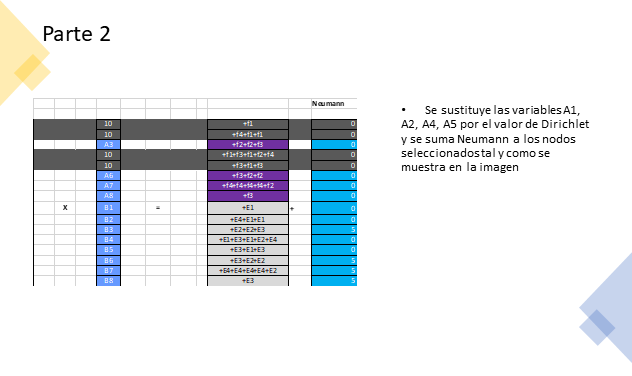 Parte 2
Neumann
10 +f1 0
10 +f4+f1+f1 0
A3 +f2+f2+f3 0
10 +f1+f3+f1+f2+f4 0
10 +f3+f1+f3 0
A6 +f3+f2+f2 0
A7 +f4+f4+f4+f4+f2 0
A8 +f3 0
X B1 = +E1 + 0
B2 +E4+E1+E1 0
B3 +E2+E2+E3 5
B4 +E1+E3+E1+E2+E4 0
B5 +E3+E1+E3 0
B6 +E3+E2+E2 5
B7 +E4+E4+E4+E4+E2 5
B8 +E3 5
• Se sustituye las variables A1,
A2, A4, A5 por el valor de Dirichlet
y se suma Neumann a los nodos
seleccionados tal y como se
muestra en la imagen